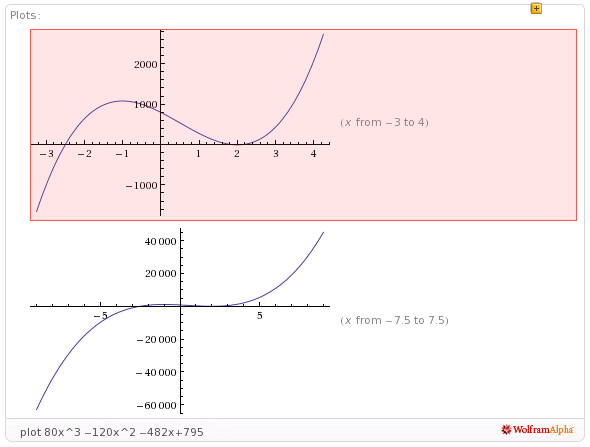 Plots:
2000
1000
−3 −2 −1 1 2 3 4
−1000
(x from −3 to 4)
40 000
20 000
−5 5
−20 000
−40 000
−60 000
(x from −7.5 to 7.5)
plot 80x^3 −120x^2 −482x+795
WolframAlpha